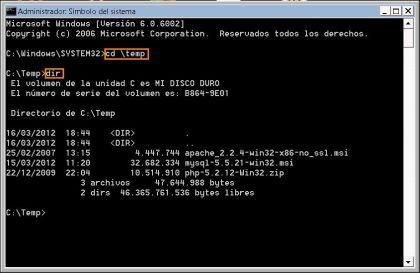 Administrador: Símbolo del sistema
Microsoft Windows [Versión 6.0.6002]
Copyright (c) 2006 Microsoft Corporation.  Reservados todos los derechos.
C:\Windows\SYSTEM32>cd \temp
C:\Temp>dir
El volumen de la unidad C es MI DISCO DURO
El número de serie del volumen es: B864-9E01
Directorio de C:\Temp
16/03/2012  18:44    <DIR>          .
16/03/2012  18:44    <DIR>          ..
25/02/2007  13:15         4.447.744 apache_2.2.4-win32-x86-no_ssl.msi
15/03/2012  11:20        32.682.334 mysql-5.5.21-win32.msi
22/12/2009  22:04        10.514.910 php-5.2.12-Win32.zip
3 archivos     47.644.988 bytes
2 dirs  46.365.761.536 bytes libres
C:\Temp>